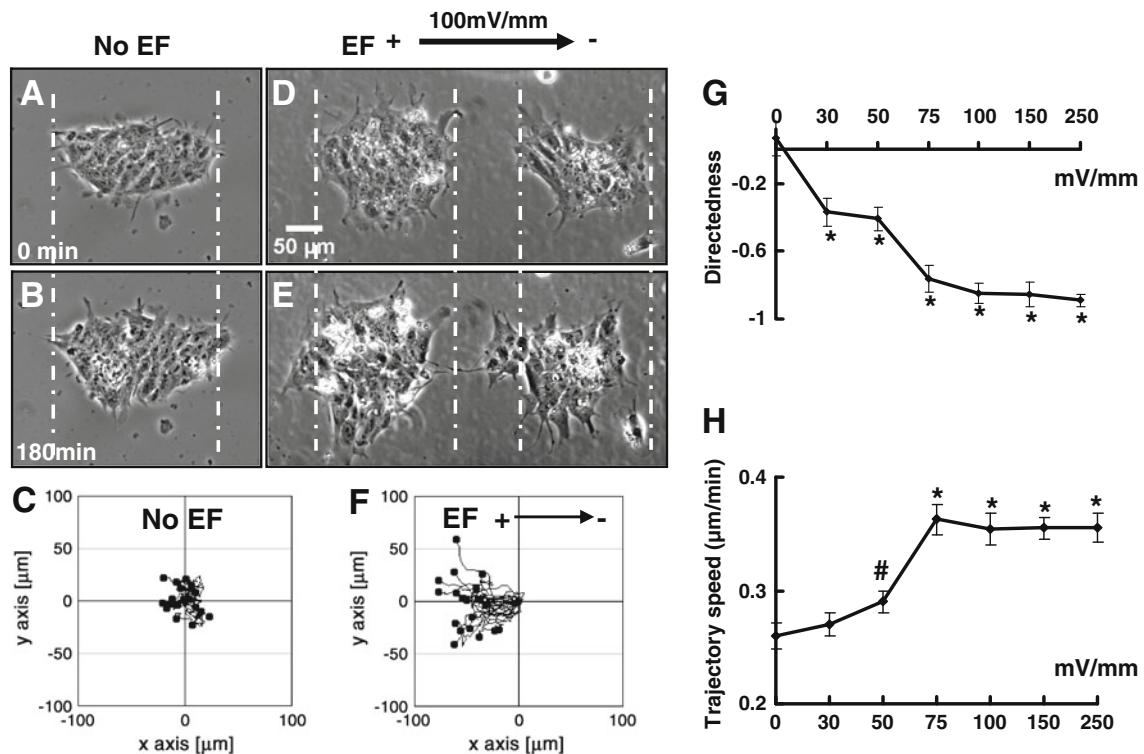 No EF
EF + 100mV/mm -
A
0 min
D
50 µm
B
180min
E
C
No EF
100
50
0
-50
-100
y axis [µm]
-100 0 100
x axis [µm]
F
EF + -
100
50
0
-50
-100
y axis [µm]
-100 0 100
x axis [µm]
G
0 30 50 75 100 150 250
mV/mm
-0.2
-0.6
-1
Directedness
* * * * * *
H
0.4
0.3
0.2
Trajectory speed (µm/min)
# * * * *
mV/mm
0 30 50 75 100 150 250